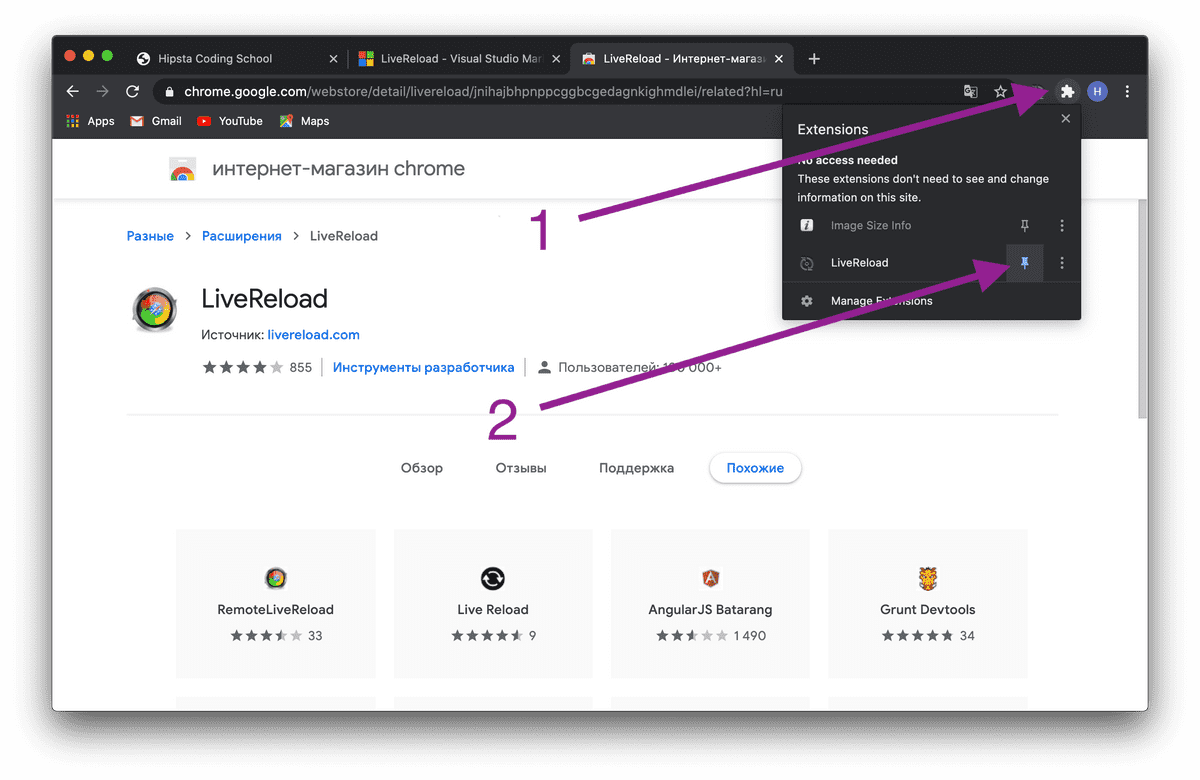 Hipsta Coding School
LiveReload - Visual Studio Mar
LiveReload - Интернет-магази
chrome.google.com/webstore/detail/livereload/jnihajbhpnppcggbcgedagnkighmdlei/related?hl=ru
H
Apps
Gmail
YouTube
Maps
Extensions
No access needed
These extensions don't need to see and change
information on this site.
Image Size Info
LiveReload
Manage Extensions
интернет-магазин chrome
1
Разные > Расширения > LiveReload
LiveReload
Источник: livereload.com
855 Инструменты разработчика Пользователей: 000+
2
Обзор
Отзывы
Поддержка
Похожие
RemoteLiveReload
33
Live Reload
9
AngularJS Batarang
1 490
Grunt Devtools
34